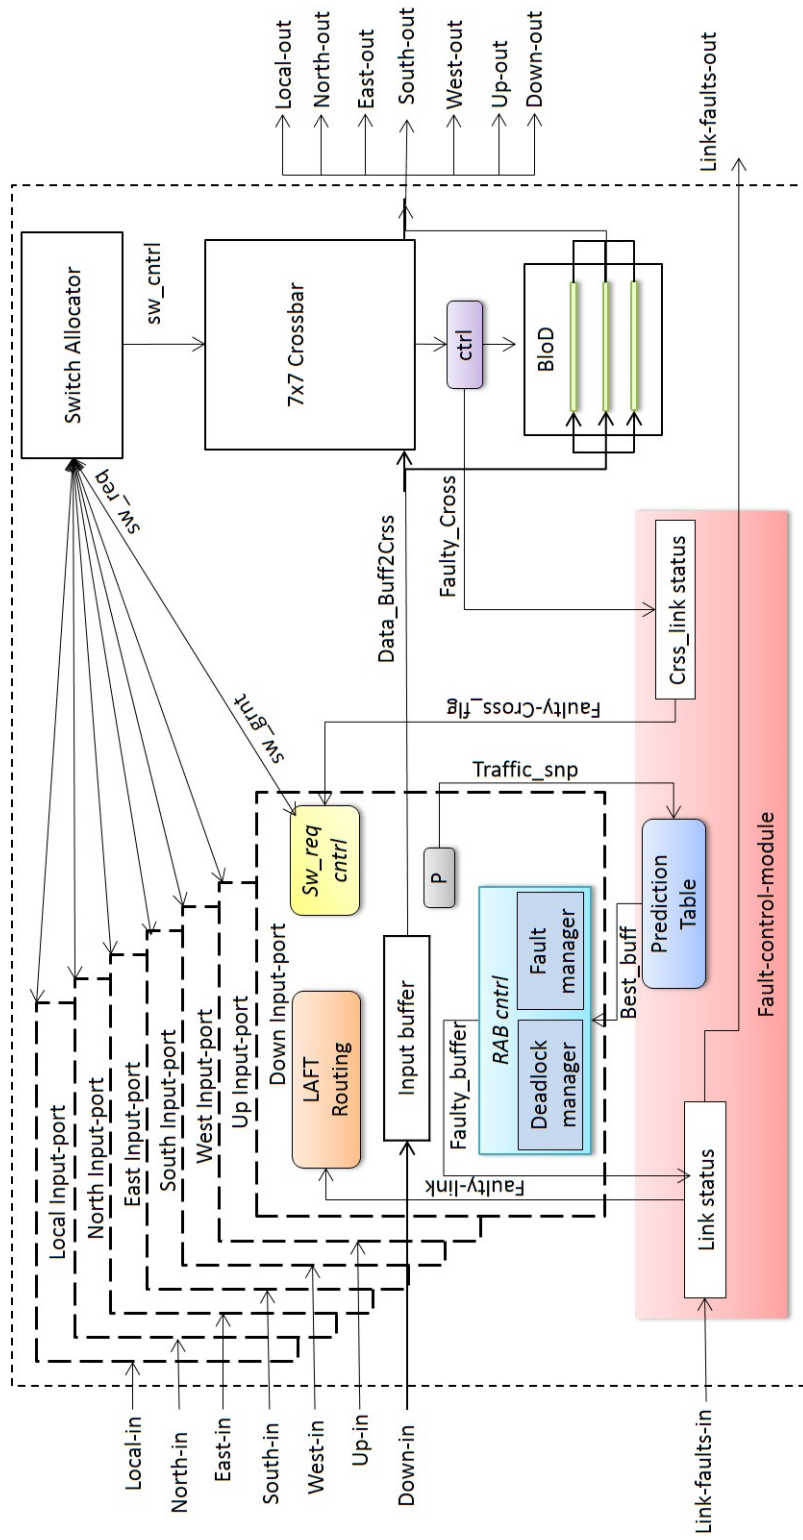 Local-in
North-in
East-in
South-in
West-in
Up-in
Down-in
Link-faults-in
Local Input-port
North Input-port
East Input-port
South Input-port
West Input-port
Up Input-port
Down Input-port
LAFT
Routing
Sw_req
cntrl
Input buffer
P
Faulty_buffer
RAB cntrl
Deadlock
manager
Fault
manager
Faulty-link
Best_buff
Traffic_snp
Link status
Prediction
Table
Crss_link status
Fault-control-module
Faulty-Cross_flg
sw_grnt
sw_req
Data_Buff2Crss
Faulty_Cross
Switch Allocator
sw_cntrl
7x7 Crossbar
ctrl
BloD
Local-out
North-out
East-out
South-out
West-out
Up-out
Down-out
Link-faults-out